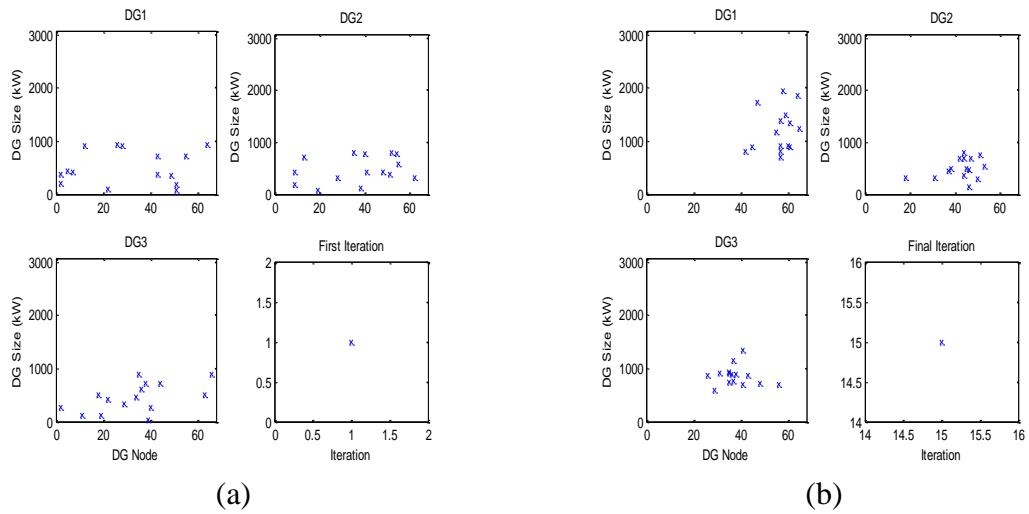 DG1
DG2
3000
2000
1000
0
DG Size (kW)
0 20 40 60
3000
2000
1000
0
DG Size (kW)
0 20 40 60
DG3
First Iteration
3000
2000
1000
0
DG Size (kW)
0 20 40 60
DG Node
2
1.5
1
0.5
0
0 0.5 1 1.5 2
Iteration
(a)
DG1
DG2
3000
2000
1000
0
DG Size (kW)
0 20 40 60
3000
2000
1000
0
DG Size (kW)
0 20 40 60
DG3
Final Iteration
3000
2000
1000
0
DG Size (kW)
0 20 40 60
DG Node
16
15.5
15
14.5
14
14 14.5 15 15.5 16
Iteration
(b)